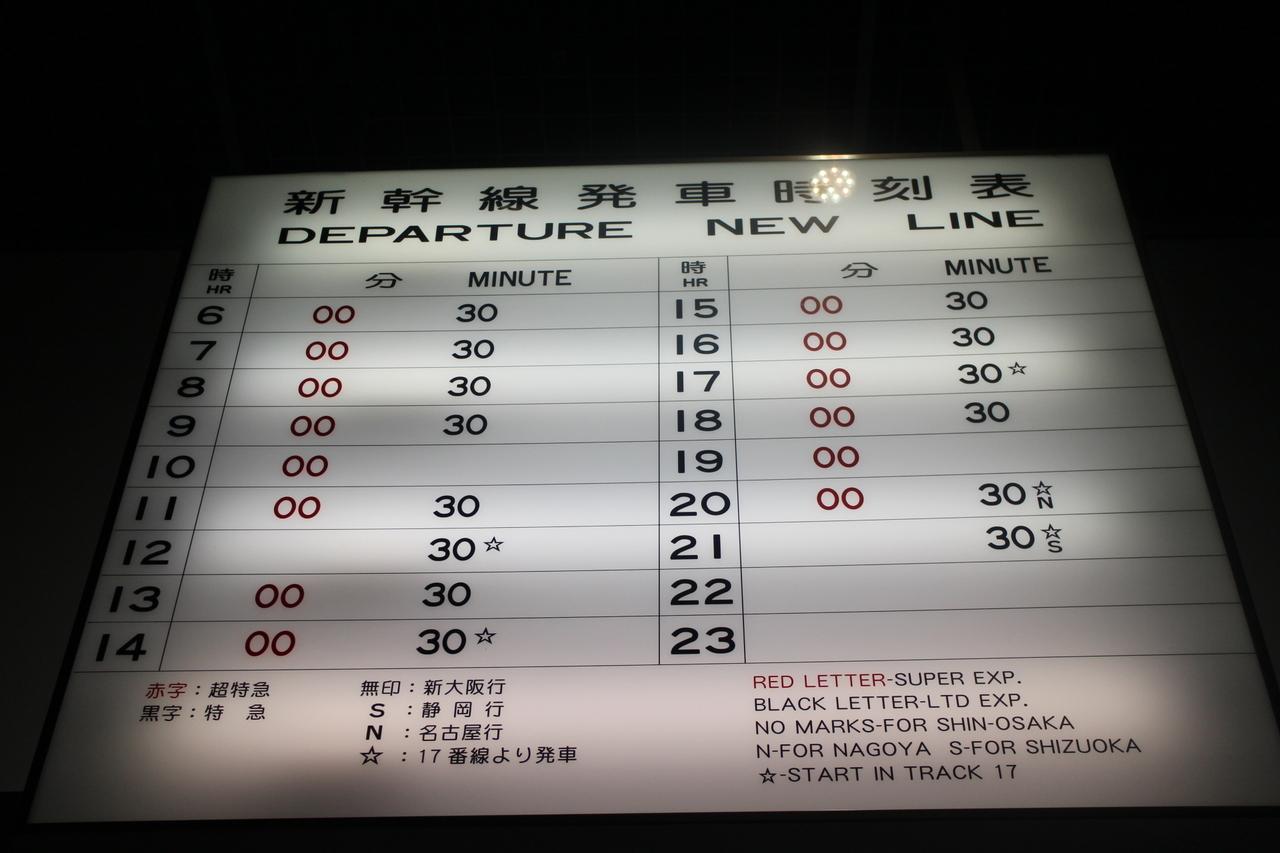 新幹線発車時刻表
DEPARTURE NEW LINE
時 HR 分 MINUTE 時 HR 分 MINUTE
6 00 30 15 00 30
7 00 30 16 00 30
8 00 30 17 00 30☆
9 00 30 18 00 30
10 00 19 00
11 00 30 20 00 30☆N
12 30☆ 21 30☆S
13 00 30 22
14 00 30☆ 23
赤字：超特急
黒字：特 急
無印：新大阪行
S：静岡行
N：名古屋行
☆：17番線より発車
RED LETTER-SUPER EXP.
BLACK LETTER-LTD EXP.
NO MARKS-FOR SHIN-OSAKA
N-FOR NAGOYA S-FOR SHIZUOKA
☆-START IN TRACK 17